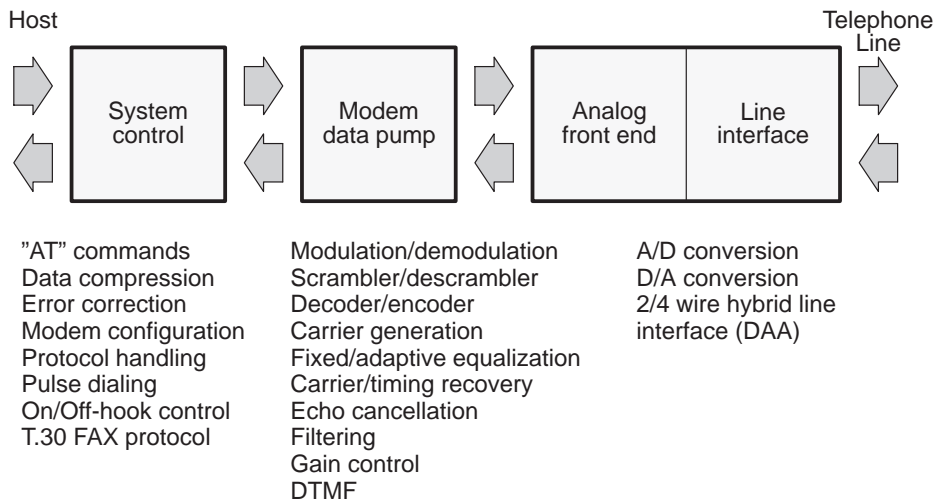 Host
Telephone
Line
System
control
Modem
data pump
Analog
front end
Line
interface
”AT” commands
Data compression
Error correction
Modem configuration
Protocol handling
Pulse dialing
On/Off-hook control
T.30 FAX protocol
Modulation/demodulation
Scrambler/descrambler
Decoder/encoder
Carrier generation
Fixed/adaptive equalization
Carrier/timing recovery
Echo cancellation
Filtering
Gain control
DTMF
A/D conversion
D/A conversion
2/4 wire hybrid line
interface (DAA)